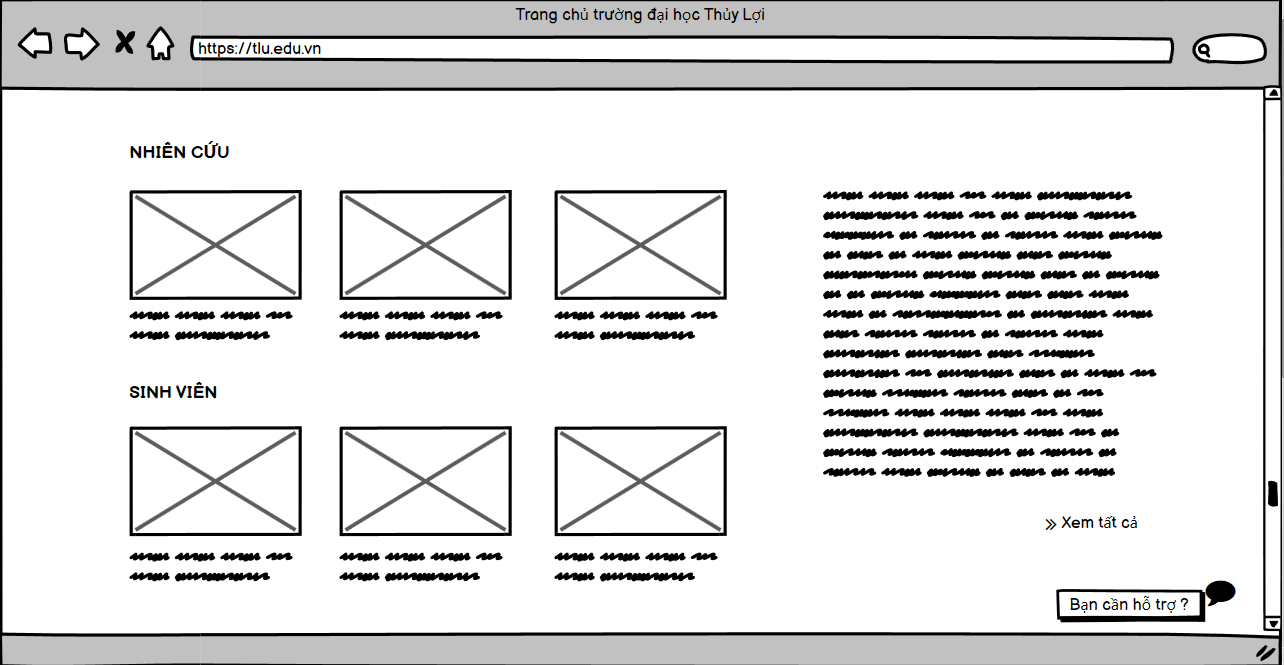 Trang chủ trường đại học Thủy Lợi
https://tlu.edu.vn
NHIÊN CỨU
SINH VIÊN
Xem tất cả
Bạn cần hỗ trợ ?